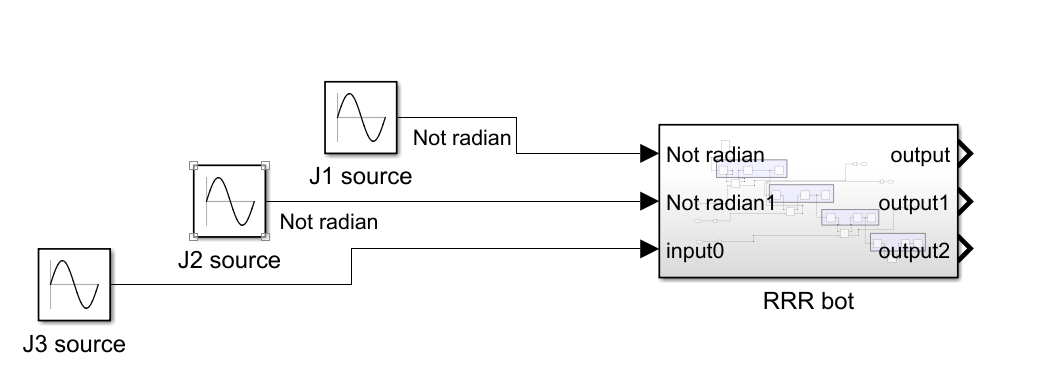 Not radian
J1 source
Not radian
J2 source
J3 source
Not radian
Not radian1
input0
output
output1
output2
RRR bot